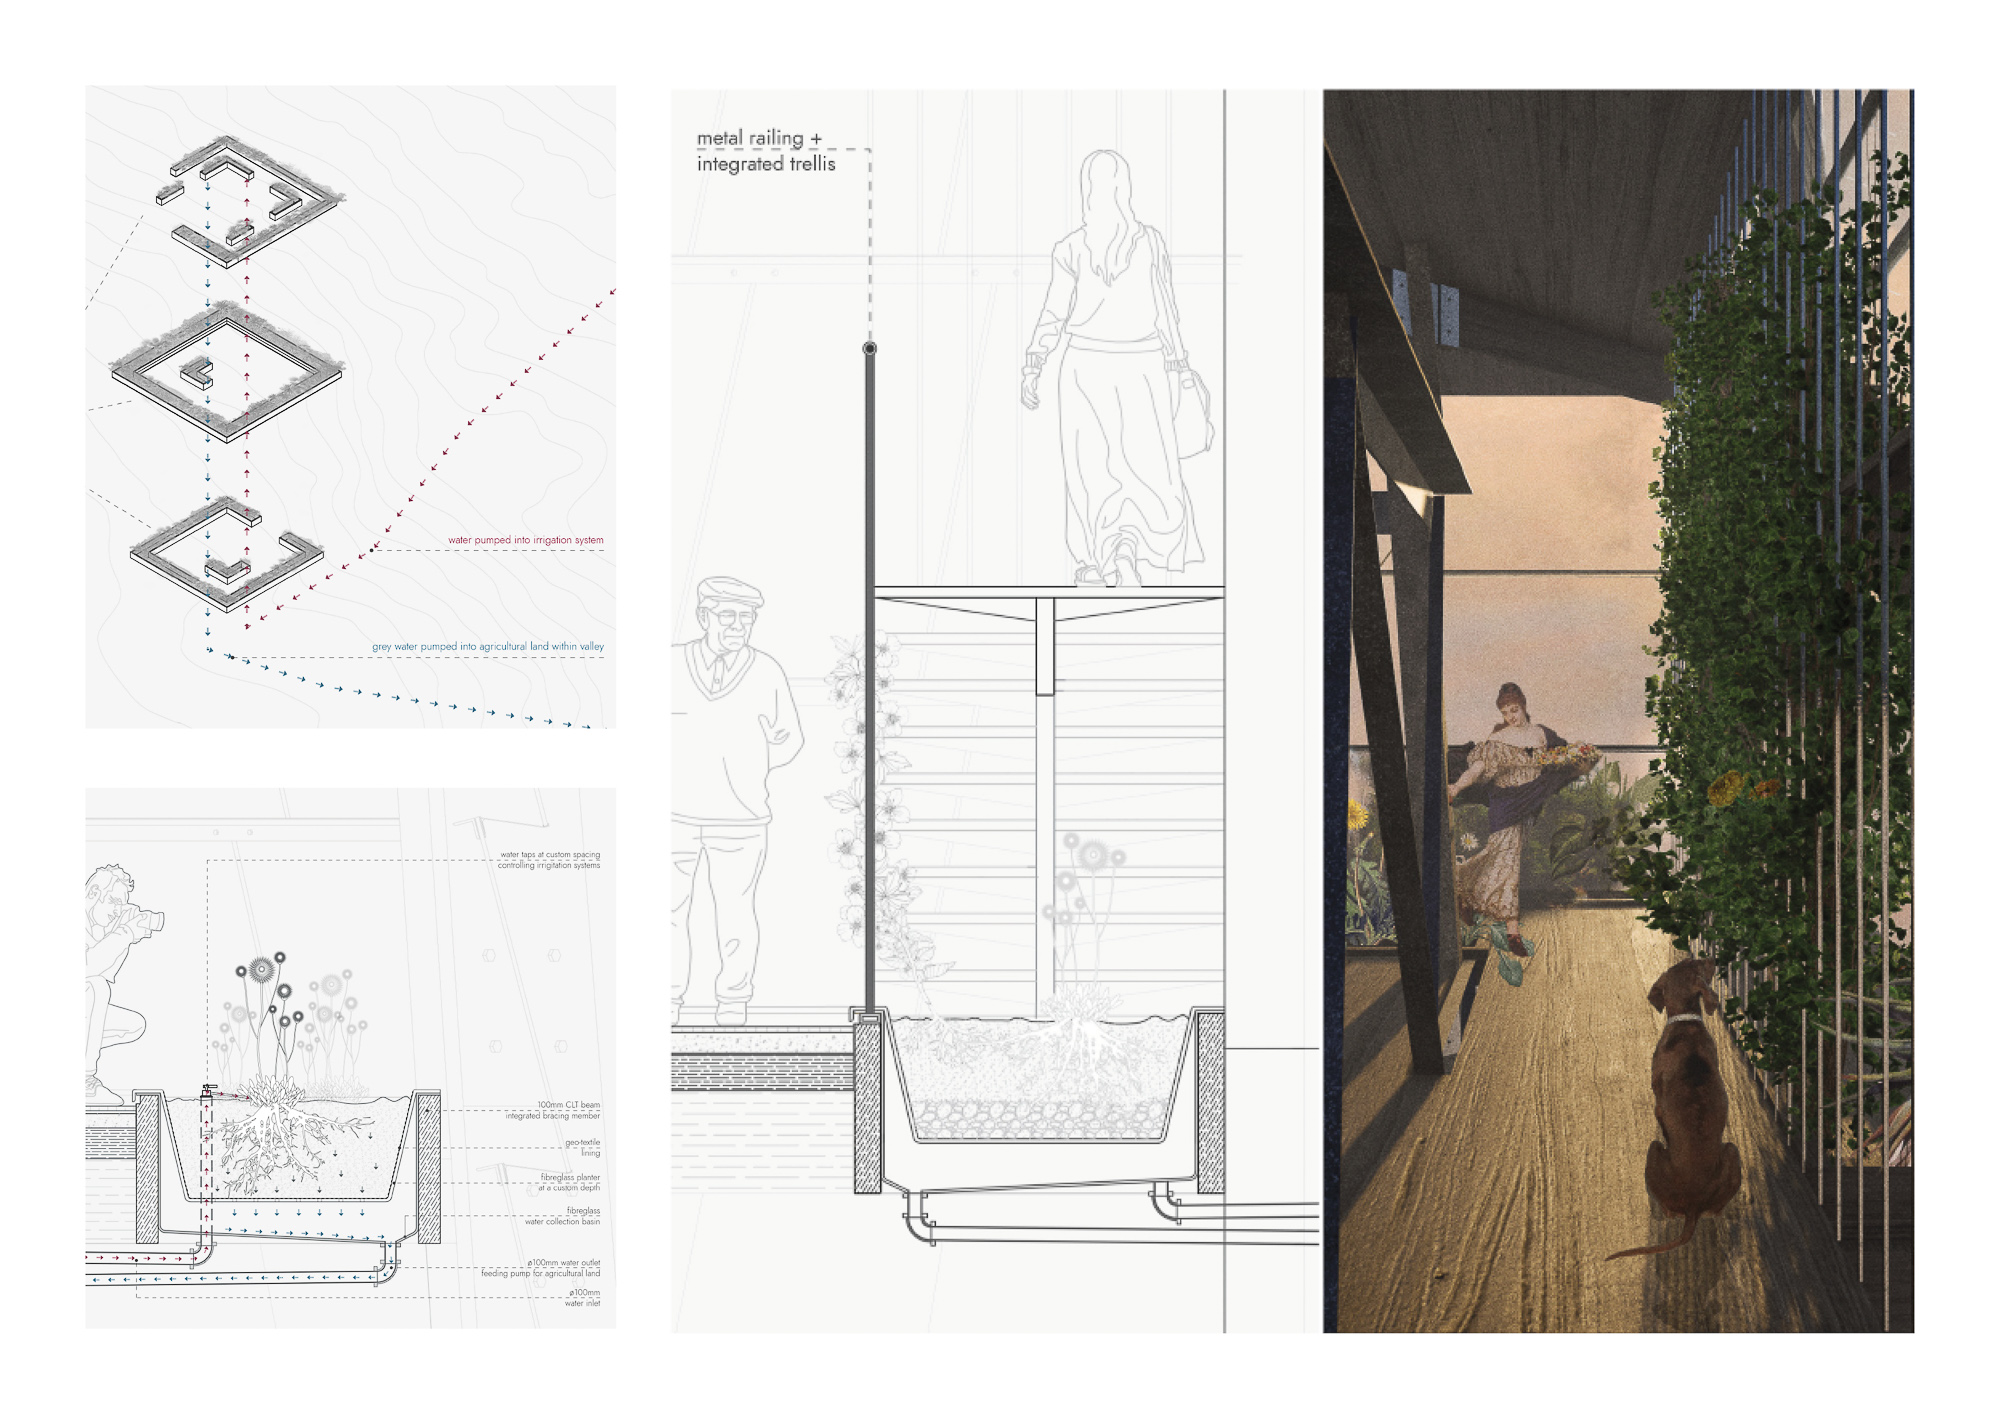 water pumped into irrigation system
grey water pumped into agricultural land within valley
water taps at custom spacing
controlling irrigitation systems
100mm CLT beam
integrated bracing member
geo-textile
lining
fibreglass planter
at a custom depth
fibreglass
water collection basin
ø100mm water outlet
feeding pump for agricultural land
ø100mm
water inlet
metal railing +
integrated trellis